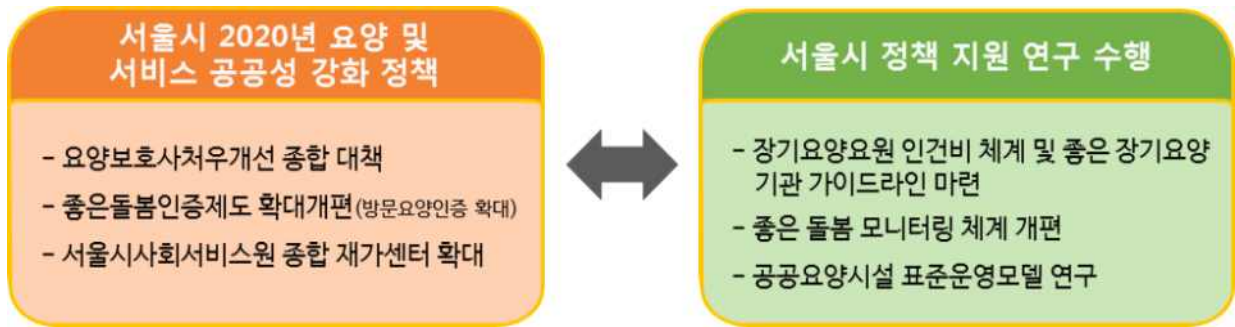 서울시 2020년 요양 및
서비스 공공성 강화 정책
- 요양보호사처우개선 종합 대책
- 좋은돌봄인증제도 확대개편(방문요양인증 확대)
- 서울시사회서비스원 종합 재가센터 확대
서울시 정책 지원 연구 수행
- 장기요양요원 인건비 체계 및 좋은 장기요양
기관 가이드라인 마련
- 좋은 돌봄 모니터링 체계 개편
- 공공요양시설 표준운영모델 연구